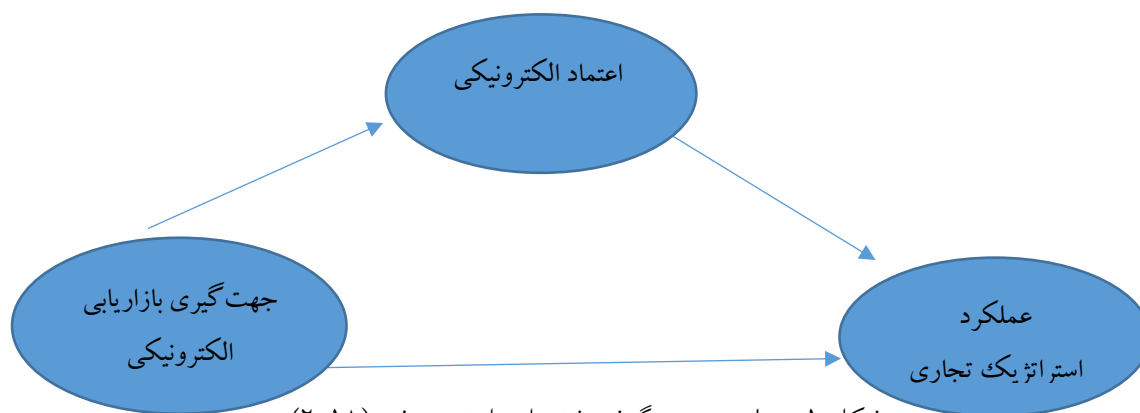 اعتماد الکترونیکی
جهت‌گیری بازاریابی
الکترونیکی
عملکرد
استراتژیک تجاری